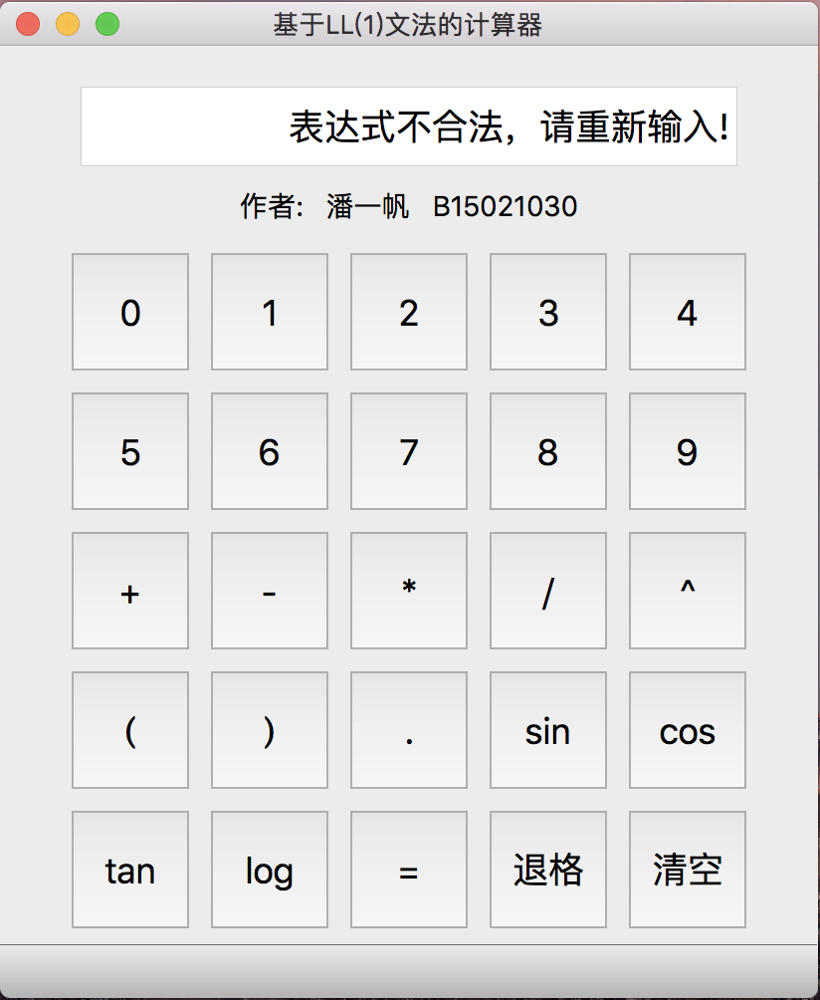 基于LL(1)文法的计算器
表达式不合法，请重新输入!
作者: 潘一帆 B15021030
0 1 2 3 4
5 6 7 8 9
+ - * / ^
( ) . sin cos
tan log = 退格 清空